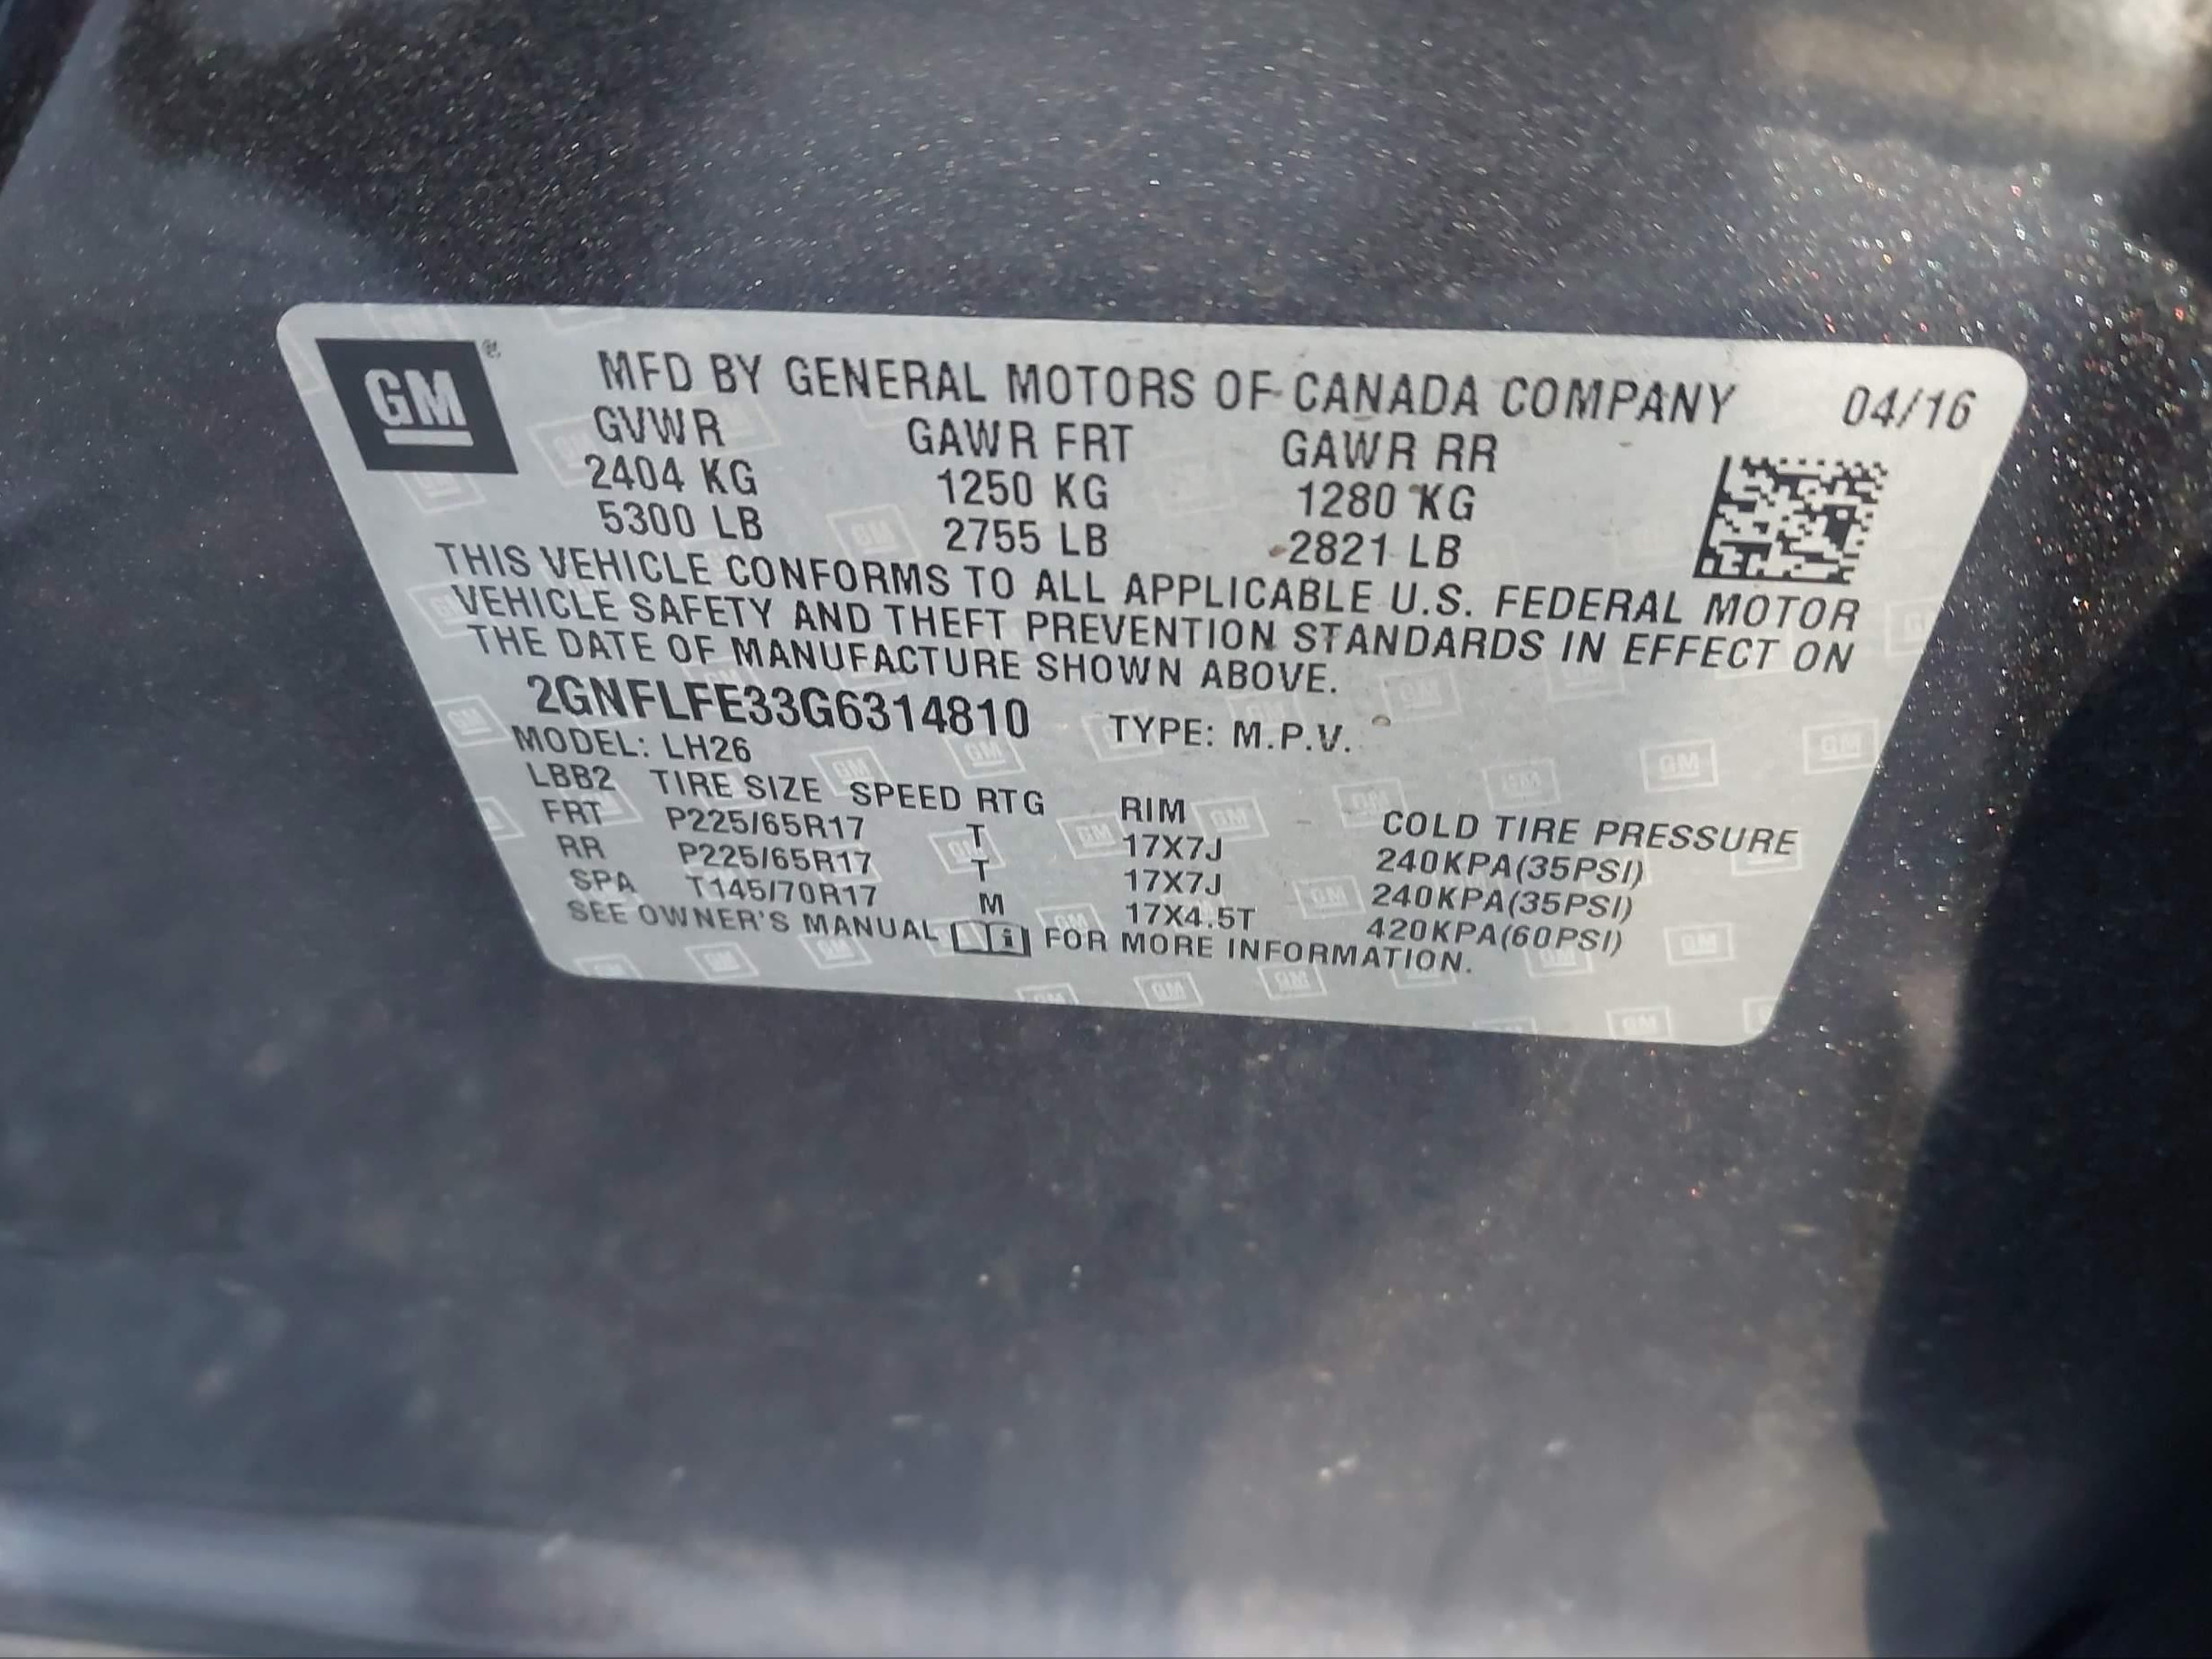 GM ®
MFD BY GENERAL MOTORS OF CANADA COMPANY 04/16
GVWR GAWR FRT GAWR RR
2404 KG 1250 KG 1280 KG
5300 LB 2755 LB 2821 LB
THIS VEHICLE CONFORMS TO ALL APPLICABLE U.S. FEDERAL MOTOR
VEHICLE SAFETY AND THEFT PREVENTION STANDARDS IN EFFECT ON
THE DATE OF MANUFACTURE SHOWN ABOVE.
2GNFLFE33G6314810 TYPE: M.P.V.
MODEL: LH26
LBB2 TIRE SIZE SPEED RTG RIM COLD TIRE PRESSURE
FRT P225/65R17 T 17X7J 240KPA(35PSI)
RR P225/65R17 T 17X7J 240KPA(35PSI)
SPA T145/70R17 M 17X4.5T 420KPA(60PSI)
SEE OWNER'S MANUAL i FOR MORE INFORMATION.